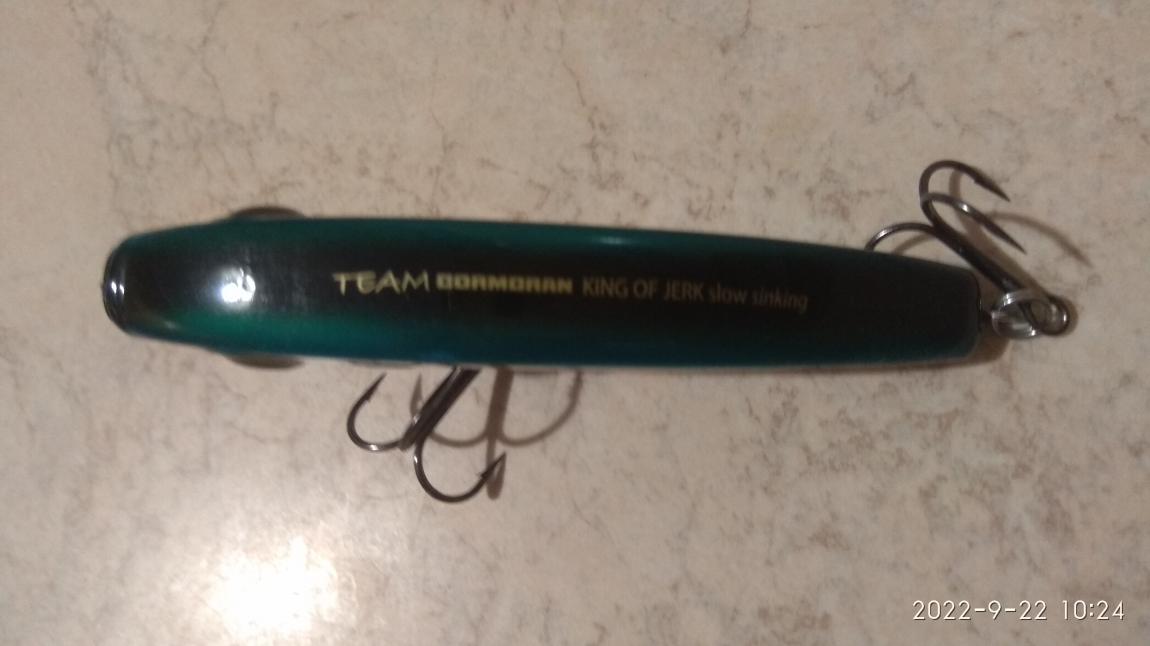 TEAM CORMORAN KING OF JERK slow sinking
2022-9-22 10:24